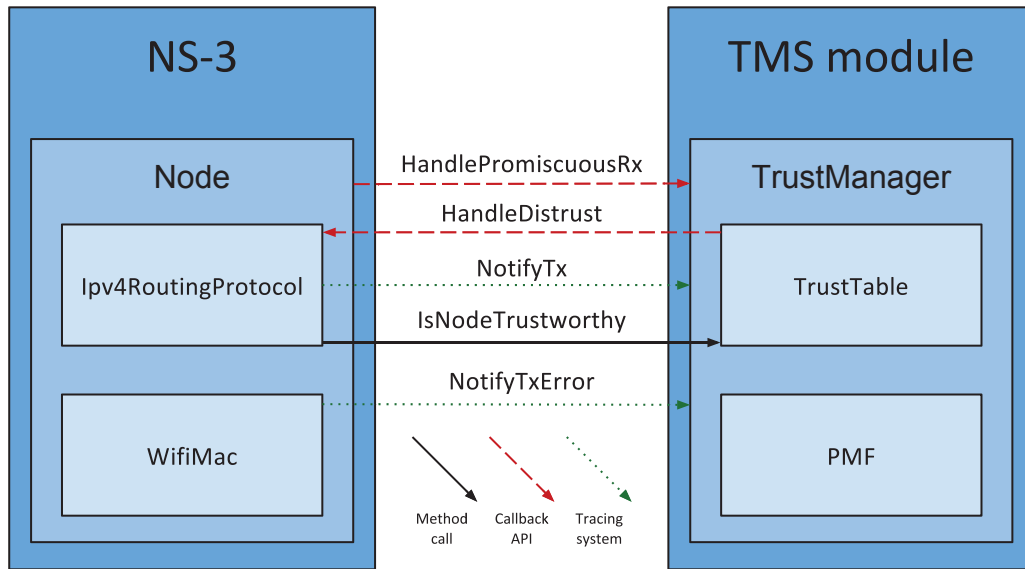 NS-3
TMS module
Node
TrustManager
HandlePromiscuousRx
HandleDistrust
Ipv4RoutingProtocol
NotifyTx
TrustTable
IsNodeTrustworthy
NotifyTxError
WifiMac
PMF
Method
call
Callback
API
Tracing
system